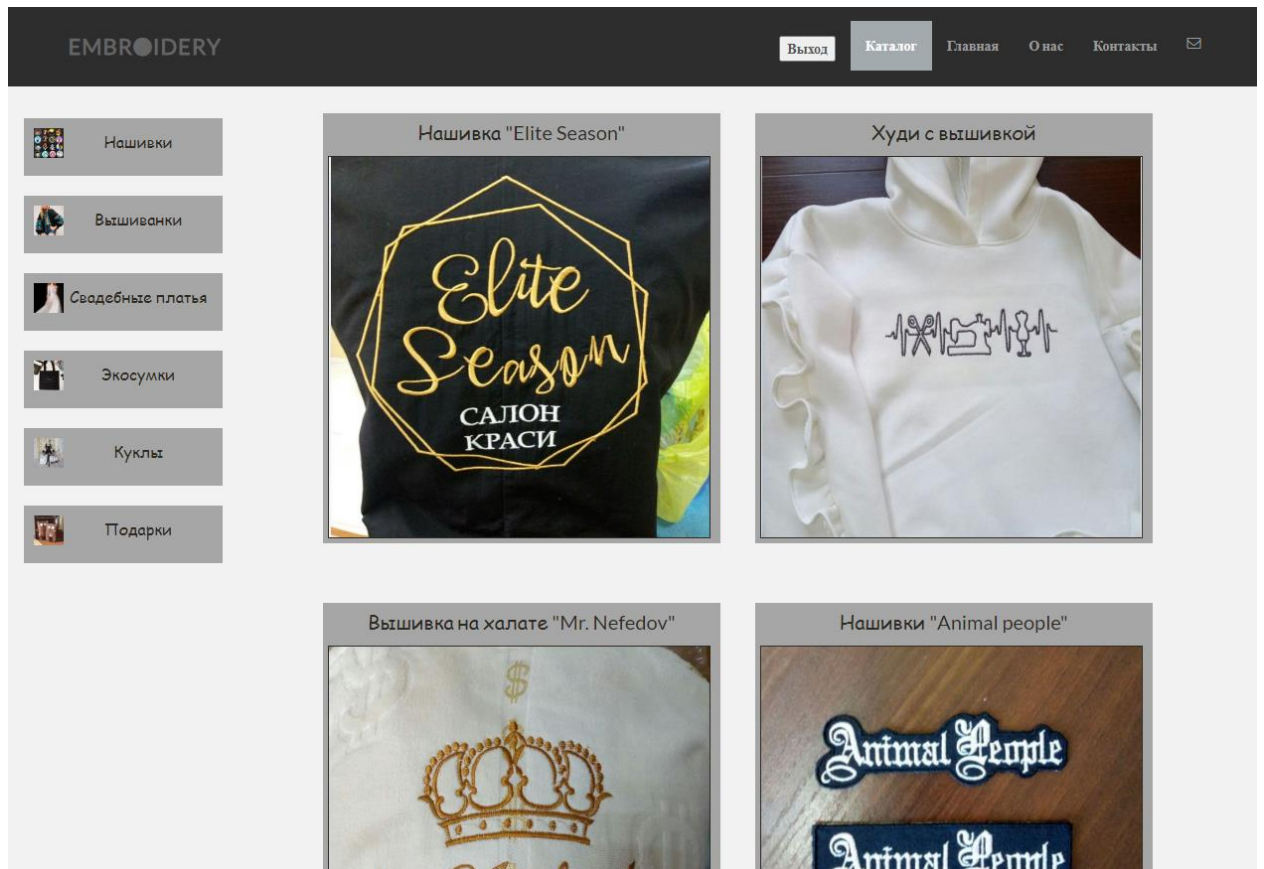 EMBROIDERY
Выход Каталог Главная О нас Контакты
Нашивки
Вышиванки
Свадебные платья
Экосумки
Куклы
Подарки
Нашивка "Elite Season"
Elite
Season
САЛОН
КРАСИ
Худи с вышивкой
Вышивка на халате "Mr. Nefedov"
$
Нашивки "Animal people"
Animal People
Animal People